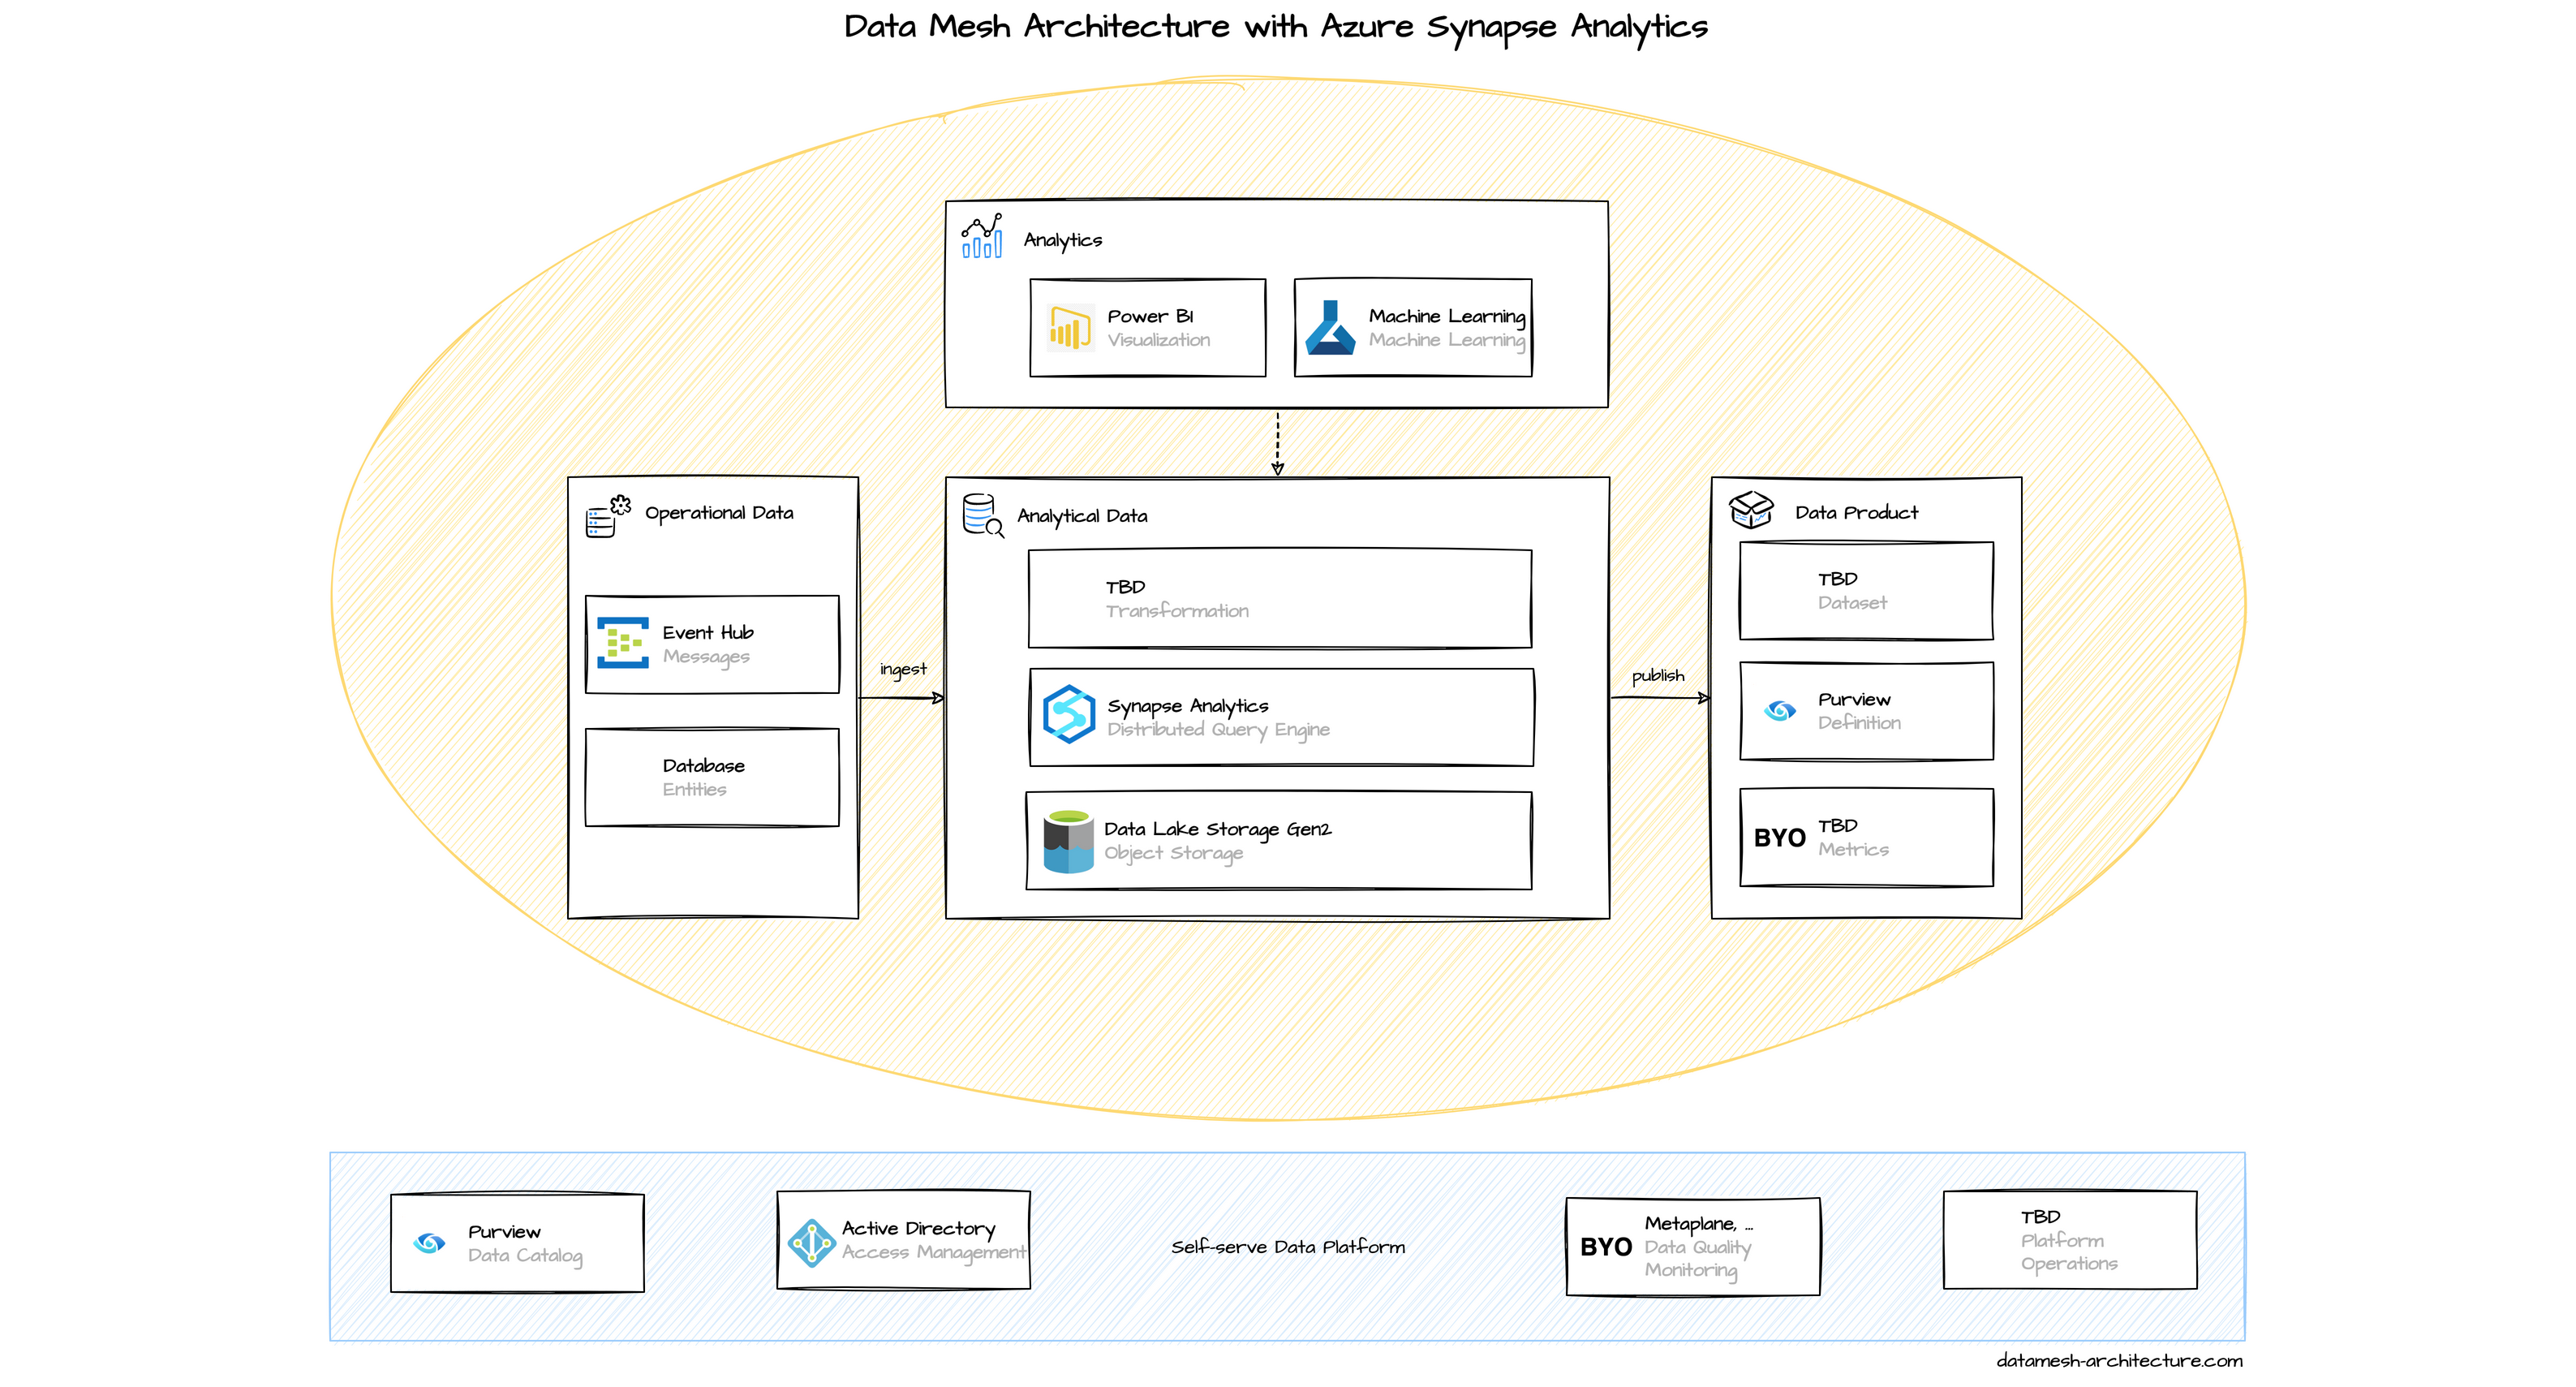 Data Mesh Architecture with Azure Synapse Analytics
Analytics
Power BI
Visualization
Machine Learning
Machine Learning
Operational Data
Event Hub
Messages
Database
Entities
ingest
Analytical Data
TBD
Transformation
Synapse Analytics
Distributed Query Engine
Data Lake Storage Gen2
Object Storage
publish
Data Product
TBD
Dataset
Purview
Definition
BYO
TBD
Metrics
Purview
Data Catalog
Active Directory
Access Management
Self-serve Data Platform
BYO
Metaplane, ...
Data Quality
Monitoring
TBD
Platform
Operations
datamesh-architecture.com